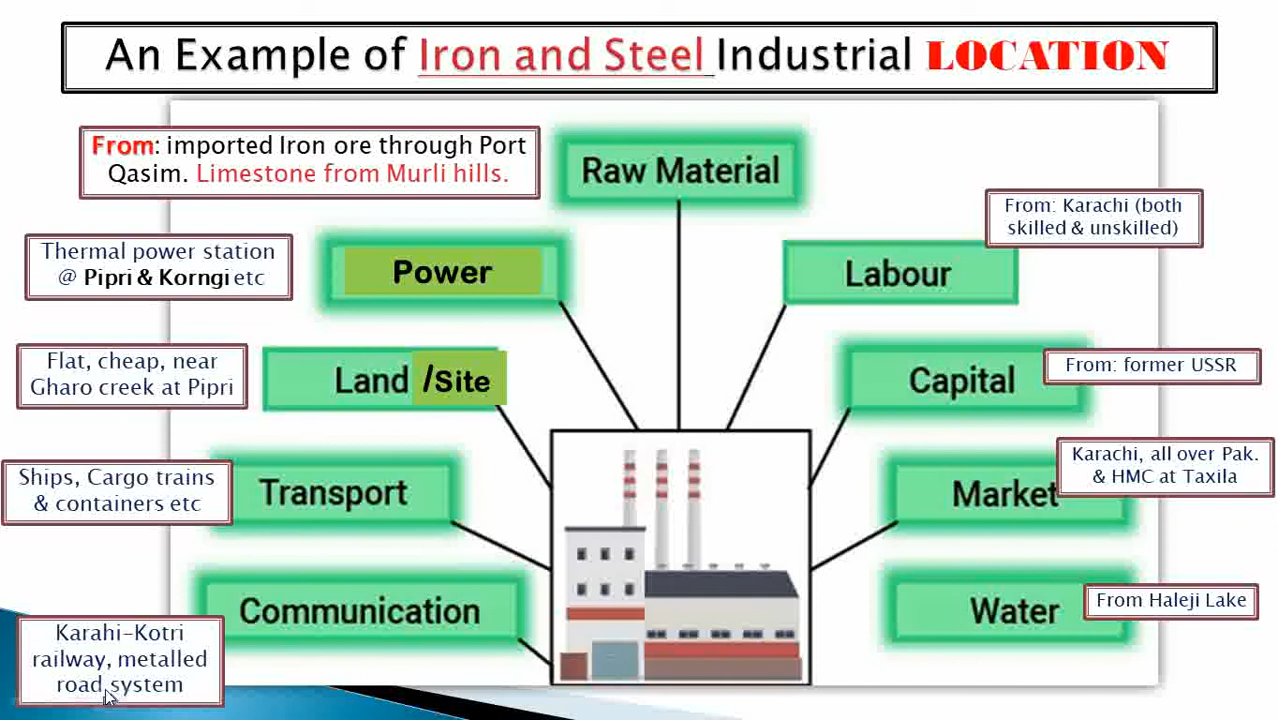 An Example of Iron and Steel Industrial LOCATION
From: imported Iron ore through Port
Qasim. Limestone from Murli hills.
Raw Material
From: Karachi (both
skilled & unskilled)
Thermal power station
@ Pipri & Korngi etc
Power
Labour
Flat, cheap, near
Gharo creek at Pipri
Land /Site
Capital
From: former USSR
Ships, Cargo trains
& containers etc
Transport
Market
Karachi, all over Pak.
& HMC at Taxila
Communication
Water
From Haleji Lake
Karahi-Kotri
railway, metalled
road system